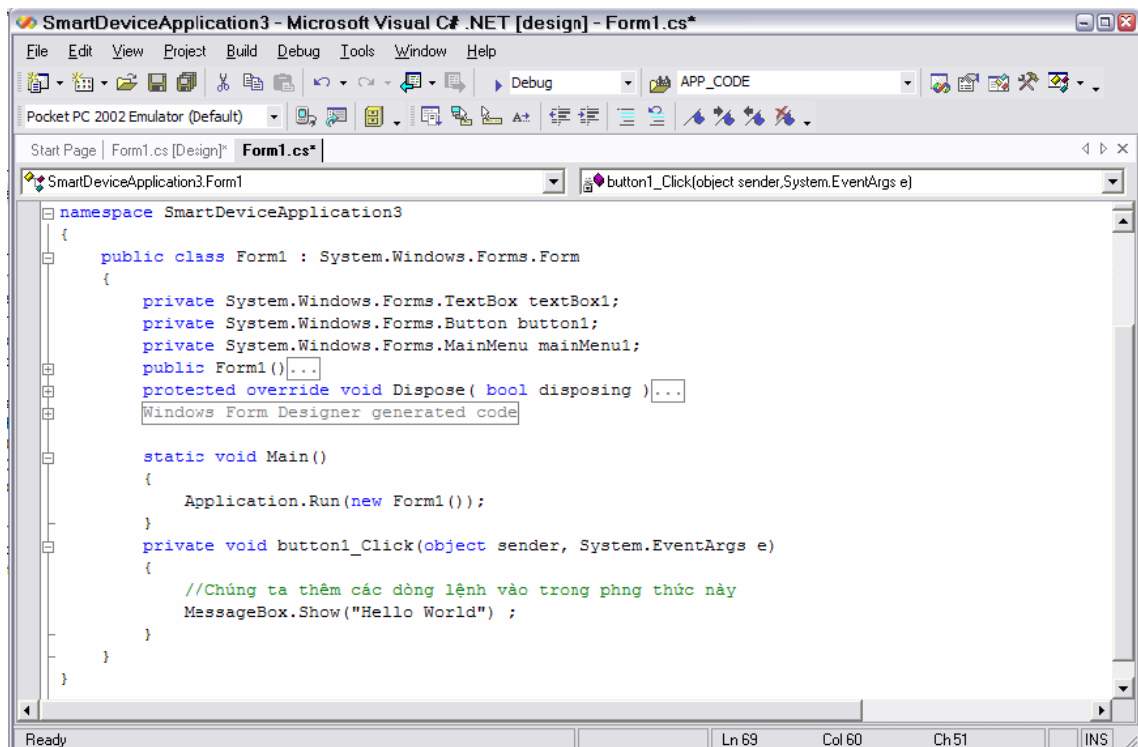 SmartDeviceApplication3 - Microsoft Visual C# .NET [design] - Form1.cs*
File Edit View Project Build Debug Tools Window Help
Debug APP_CODE
Pocket PC 2002 Emulator (Default)
Start Page Form1.cs [Design]* Form1.cs*
SmartDeviceApplication3.Form1 button1_Click(object sender,System.EventArgs e)
namespace SmartDeviceApplication3
{
public class Form1 : System.Windows.Forms.Form
{
private System.Windows.Forms.TextBox textBox1;
private System.Windows.Forms.Button button1;
private System.Windows.Forms.MainMenu mainMenu1;
public Form1()...
protected override void Dispose( bool disposing )...
Windows Form Designer generated code
static void Main()
{
Application.Run(new Form1());
}
private void button1_Click(object sender, System.EventArgs e)
{
//Chúng ta thêm các dòng lệnh vào trong phng thức này
MessageBox.Show("Hello World") ;
}
}
}
Ready Ln 69 Col 60 Ch 51 INS